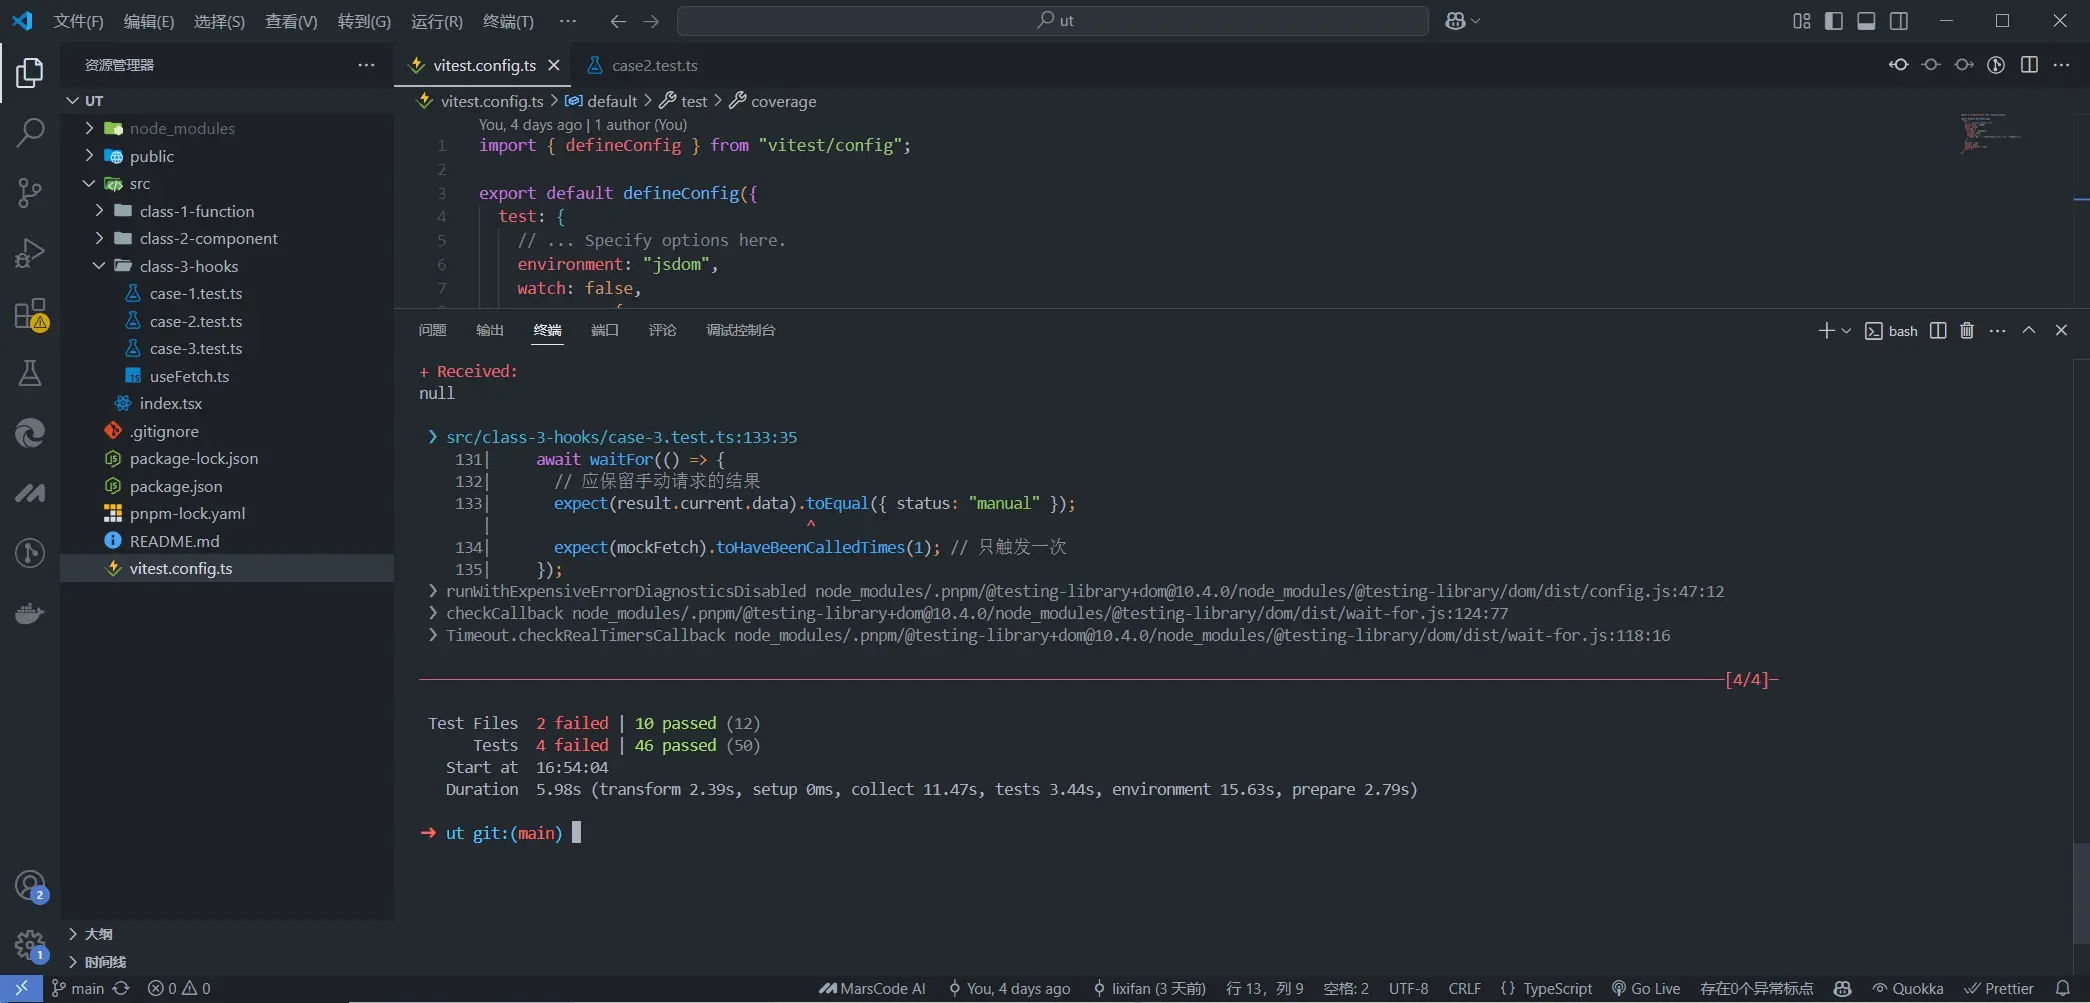 文件(F) 编辑(E) 选择(S) 查看(V) 转到(G) 运行(R) 终端(T) ··· ut
资源管理器 ···
UT
node_modules
public
src
class-1-function
class-2-component
class-3-hooks
case-1.test.ts
case-2.test.ts
case-3.test.ts
useFetch.ts
index.tsx
.gitignore
package-lock.json
package.json
pnpm-lock.yaml
README.md
vitest.config.ts
大纲
时间线
2
1
vitest.config.ts case2.test.ts
vitest.config.ts > default > test > coverage
You, 4 days ago | 1 author (You)
1 import { defineConfig } from "vitest/config";
2
3 export default defineConfig({
4 test: {
5 // ... Specify options here.
6 environment: "jsdom",
7 watch: false,
问题 输出 终端 端口 评论 调试控制台 bash
+ Received:
null
❯ src/class-3-hooks/case-3.test.ts:133:35
131| await waitFor(() => {
132| // 应保留手动请求的结果
133| expect(result.current.data).toEqual({ status: "manual" });
| ^
134| expect(mockFetch).toHaveBeenCalledTimes(1); // 只触发一次
135| });
❯ runWithExpensiveErrorDiagnosticsDisabled node_modules/.pnpm/@testing-library+dom@10.4.0/node_modules/@testing-library/dom/dist/config.js:47:12
❯ checkCallback node_modules/.pnpm/@testing-library+dom@10.4.0/node_modules/@testing-library/dom/dist/wait-for.js:124:77
❯ Timeout.checkRealTimersCallback node_modules/.pnpm/@testing-library+dom@10.4.0/node_modules/@testing-library/dom/dist/wait-for.js:118:16
[4/4]
Test Files 2 failed | 10 passed (12)
Tests 4 failed | 46 passed (50)
Start at 16:54:04
Duration 5.98s (transform 2.39s, setup 0ms, collect 11.47s, tests 3.44s, environment 15.63s, prepare 2.79s)
➜ ut git:(main)
main 0 0 MarsCode AI You, 4 days ago lixifan (3 天前) 行 13，列 9 空格: 2 UTF-8 CRLF {} TypeScript Go Live 存在0个异常标点 Quokka Prettier